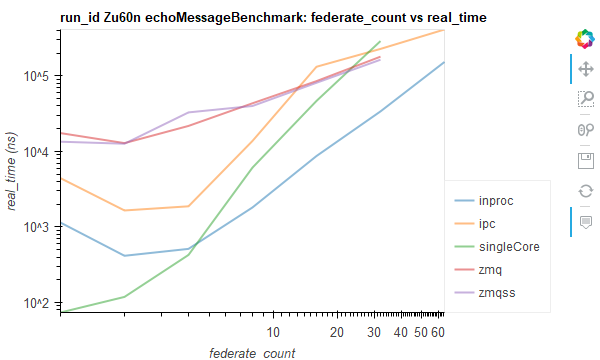 run_id Zu60n echoMessageBenchmark: federate_count vs real_time
real_time (ns)
10^5
10^4
10^3
10^2
10
20
30
40
50
60
federate_count
inproc
ipc
singleCore
zmq
zmqss